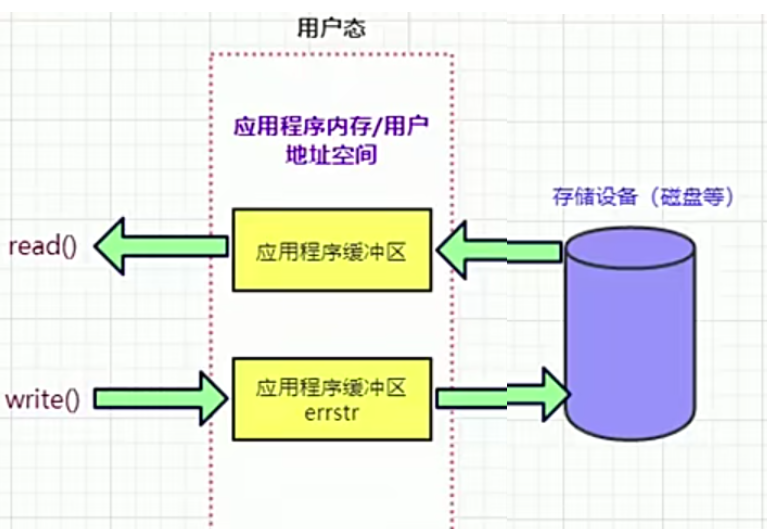 用户态
应用程序内存/用户
地址空间
存储设备（磁盘等）
read()
应用程序缓冲区
write()
应用程序缓冲区
errstr